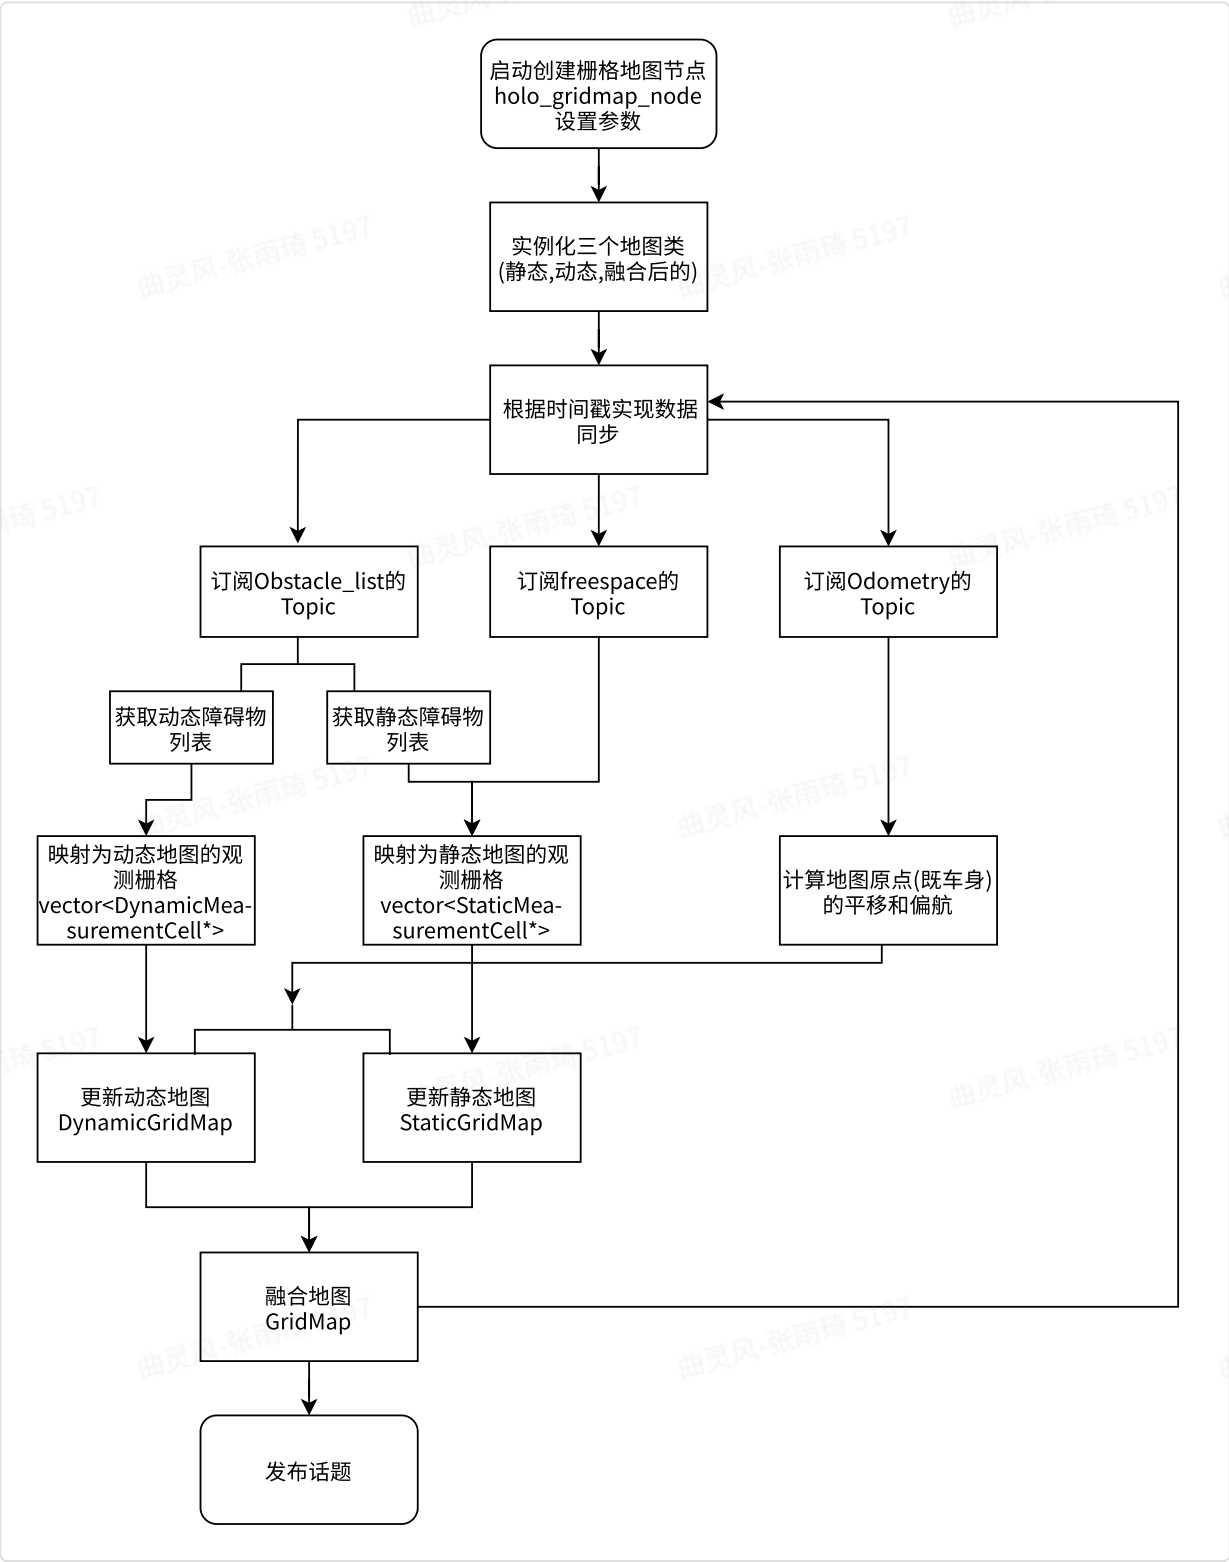 启动创建栅格地图节点
holo_gridmap_node
设置参数
实例化三个地图类
(静态,动态,融合后的)
根据时间戳实现数据
同步
订阅Obstacle_list的
Topic
订阅freespace的
Topic
订阅Odometry的
Topic
获取动态障碍物
列表
获取静态障碍物
列表
映射为动态地图的观
测栅格
vector<DynamicMea-
surementCell*>
映射为静态地图的观
测栅格
vector<StaticMea-
surementCell*>
计算地图原点(既车身)
的平移和偏航
更新动态地图
DynamicGridMap
更新静态地图
StaticGridMap
融合地图
GridMap
发布话题
曲灵风-张雨琦 5197